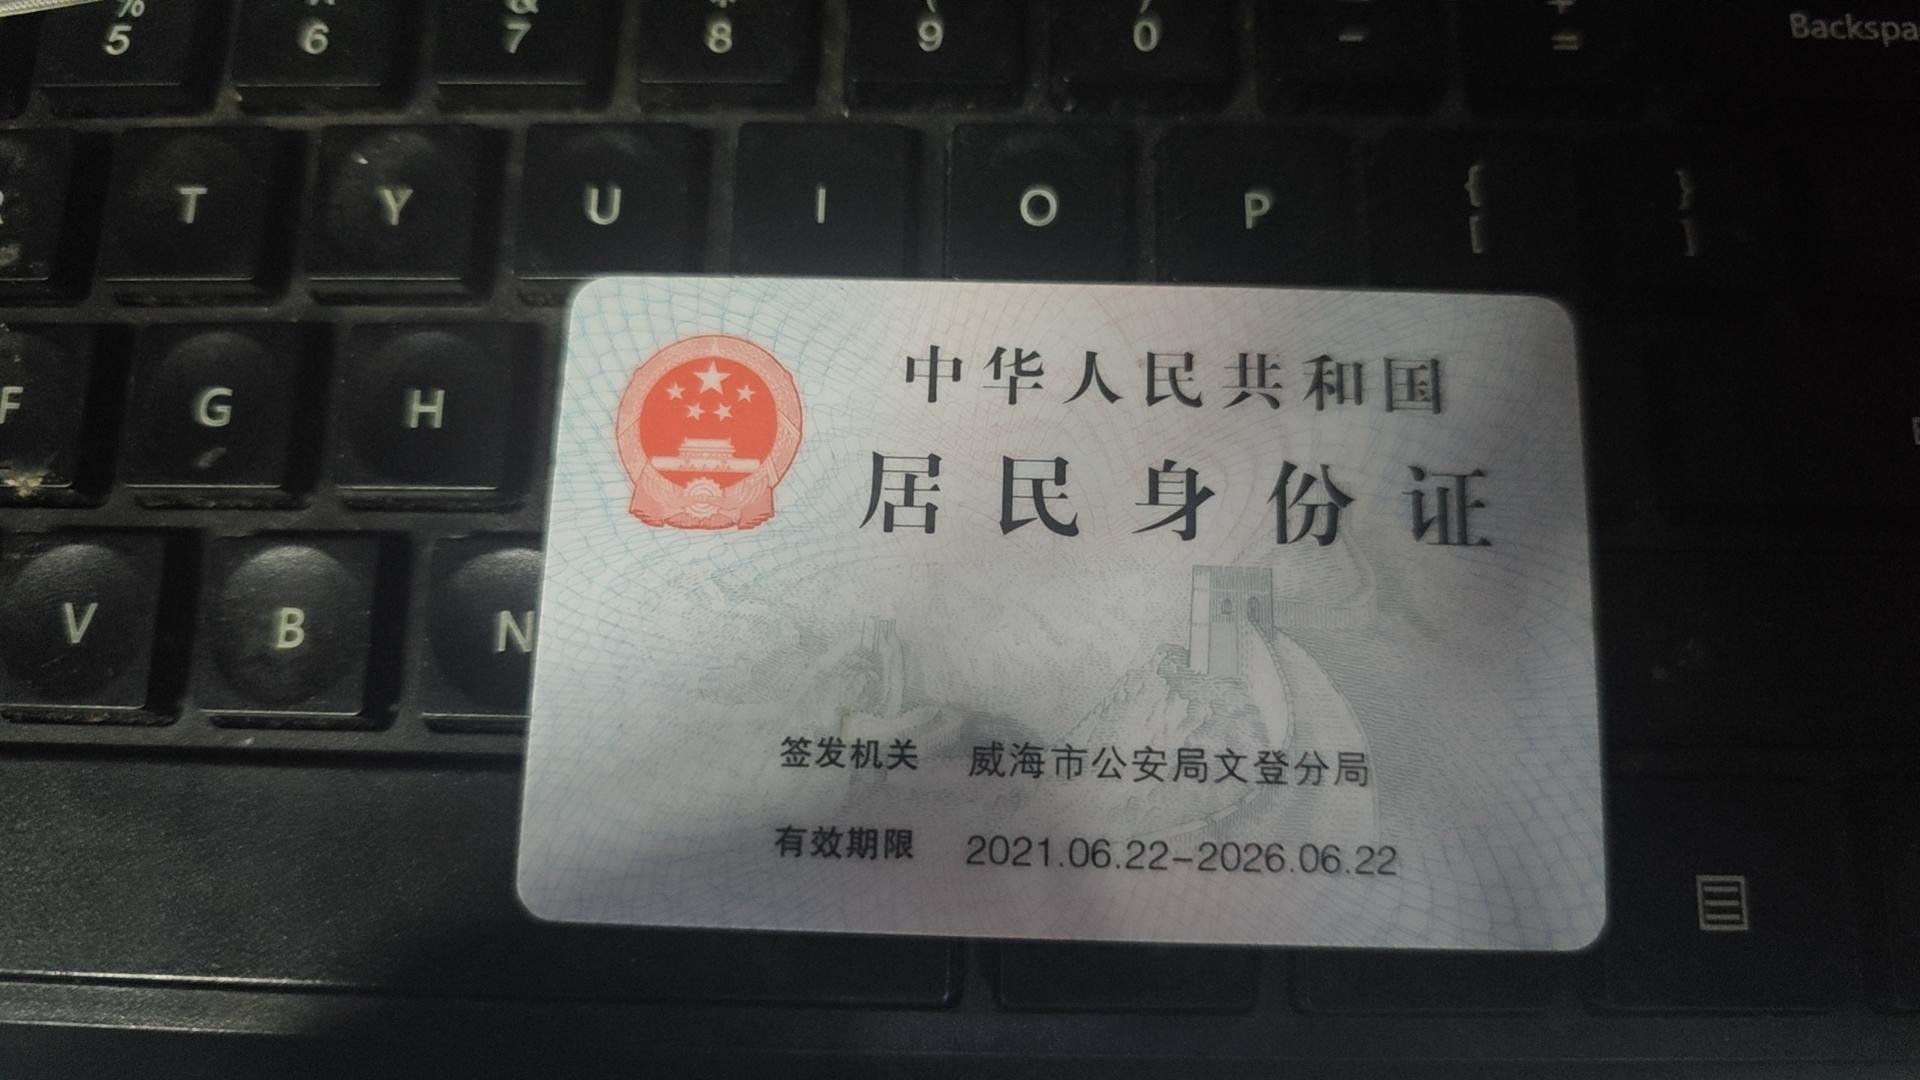 % 5 6 & 7 * 8 ( 9 ) 0 - + = Backspa
R T Y U I O P { [ } ]
F G H
V B N
中华人民共和国
居民身份证
签发机关 威海市公安局文登分局
有效期限 2021.06.22-2026.06.22